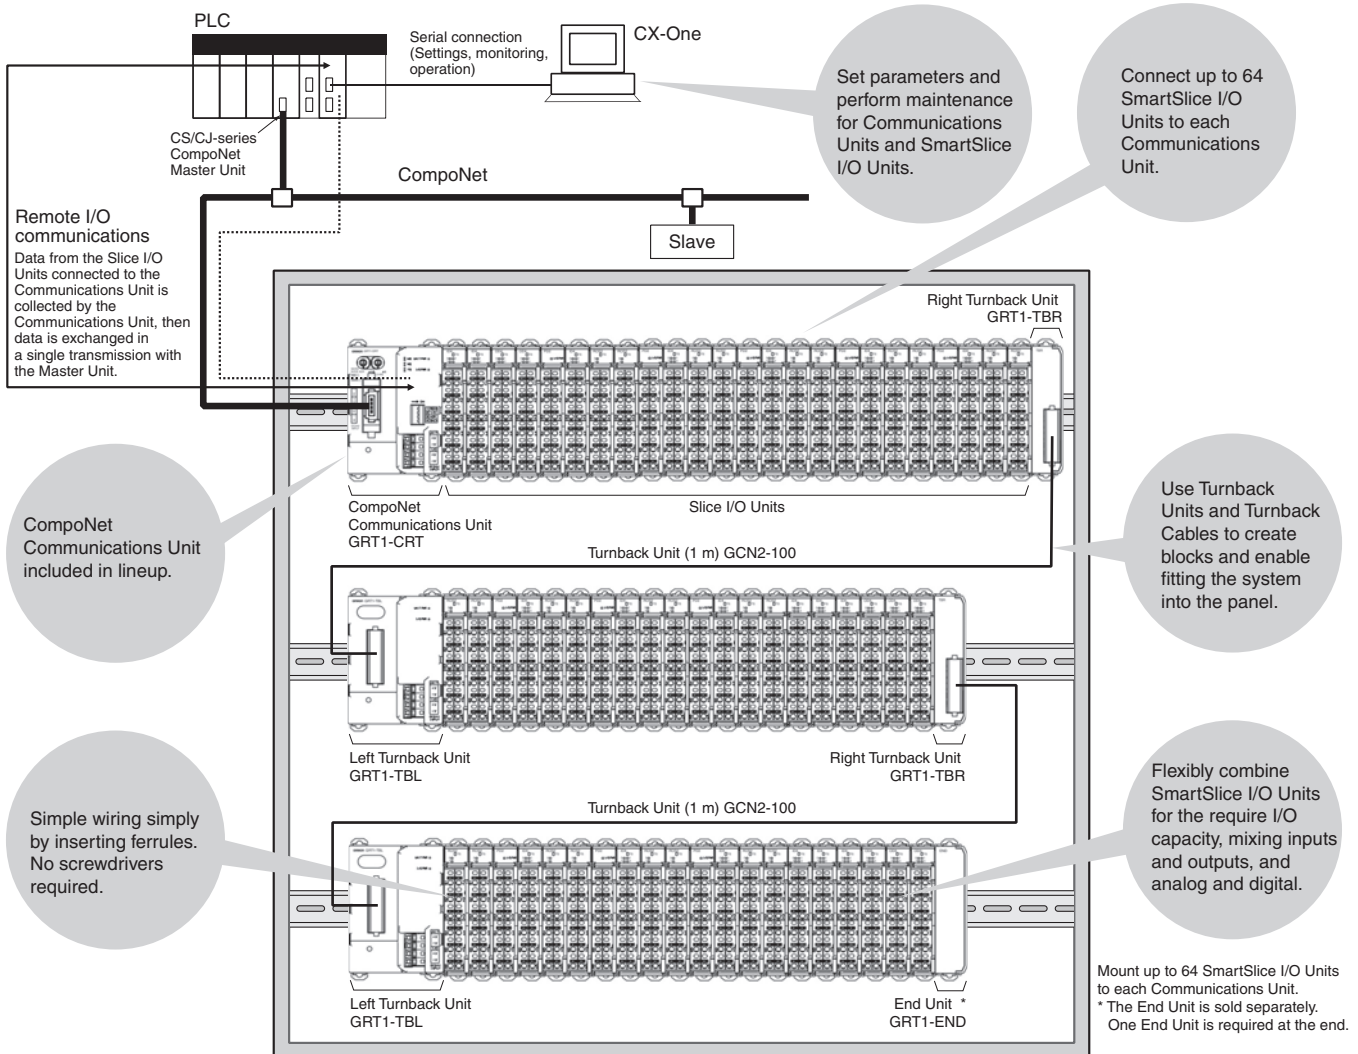 PLC
Serial connection
(Settings, monitoring,
operation)
CX-One
CS/CJ-series
CompoNet
Master Unit
CompoNet
Slave
Set parameters and
perform maintenance
for Communications
Units and SmartSlice
I/O Units.
Connect up to 64
SmartSlice I/O
Units to each
Communications
Unit.
Remote I/O
communications
Data from the Slice I/O
Units connected to the
Communications Unit is
collected by the
Communications Unit, then
data is exchanged in
a single transmission with
the Master Unit.
Right Turnback Unit
GRT1-TBR
CompoNet
Communications Unit
GRT1-CRT
Slice I/O Units
Turnback Unit (1 m) GCN2-100
CompoNet
Communications Unit
included in lineup.
Use Turnback
Units and Turnback
Cables to create
blocks and enable
fitting the system
into the panel.
Left Turnback Unit
GRT1-TBL
Right Turnback Unit
GRT1-TBR
Turnback Unit (1 m) GCN2-100
Simple wiring simply
by inserting ferrules.
No screwdrivers
required.
Flexibly combine
SmartSlice I/O Units
for the require I/O
capacity, mixing inputs
and outputs, and
analog and digital.
Left Turnback Unit
GRT1-TBL
End Unit *
GRT1-END
Mount up to 64 SmartSlice I/O Units
to each Communications Unit.
* The End Unit is sold separately.
One End Unit is required at the end.